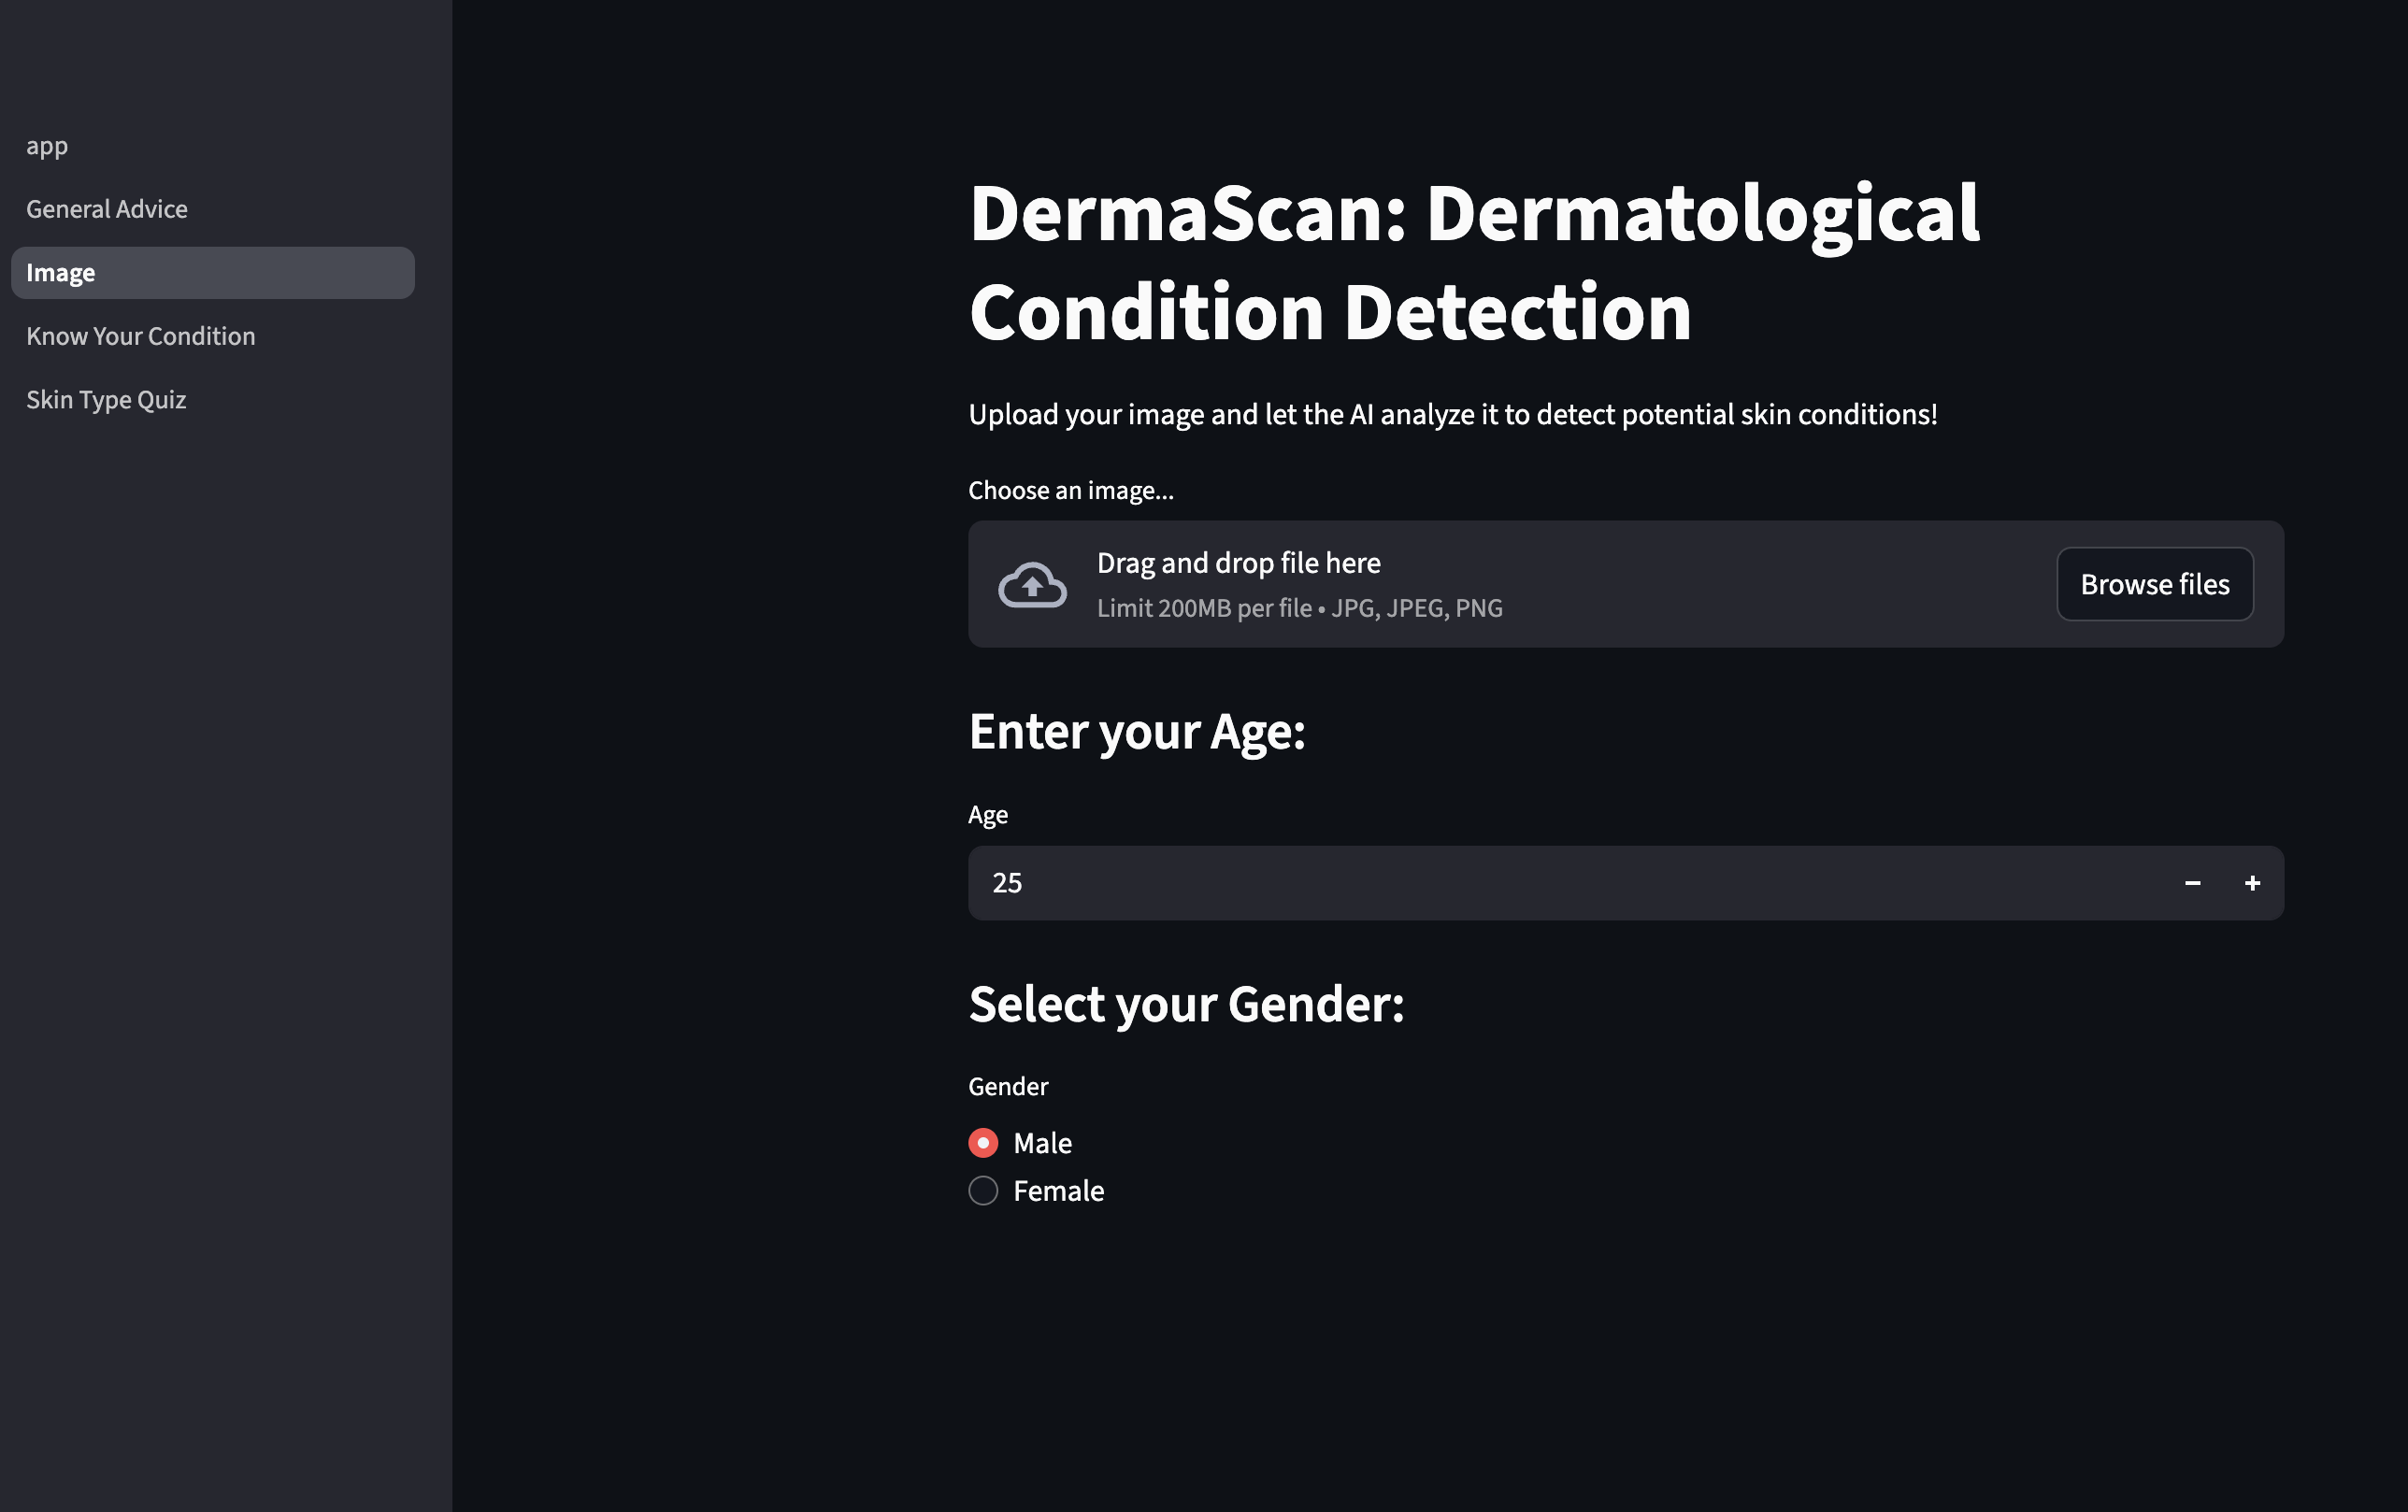 app
General Advice
Image
Know Your Condition
Skin Type Quiz
DermaScan: Dermatological
Condition Detection
Upload your image and let the AI analyze it to detect potential skin conditions!
Choose an image...
Drag and drop file here
Limit 200MB per file • JPG, JPEG, PNG
Browse files
Enter your Age:
Age
25
Select your Gender:
Gender
Male
Female